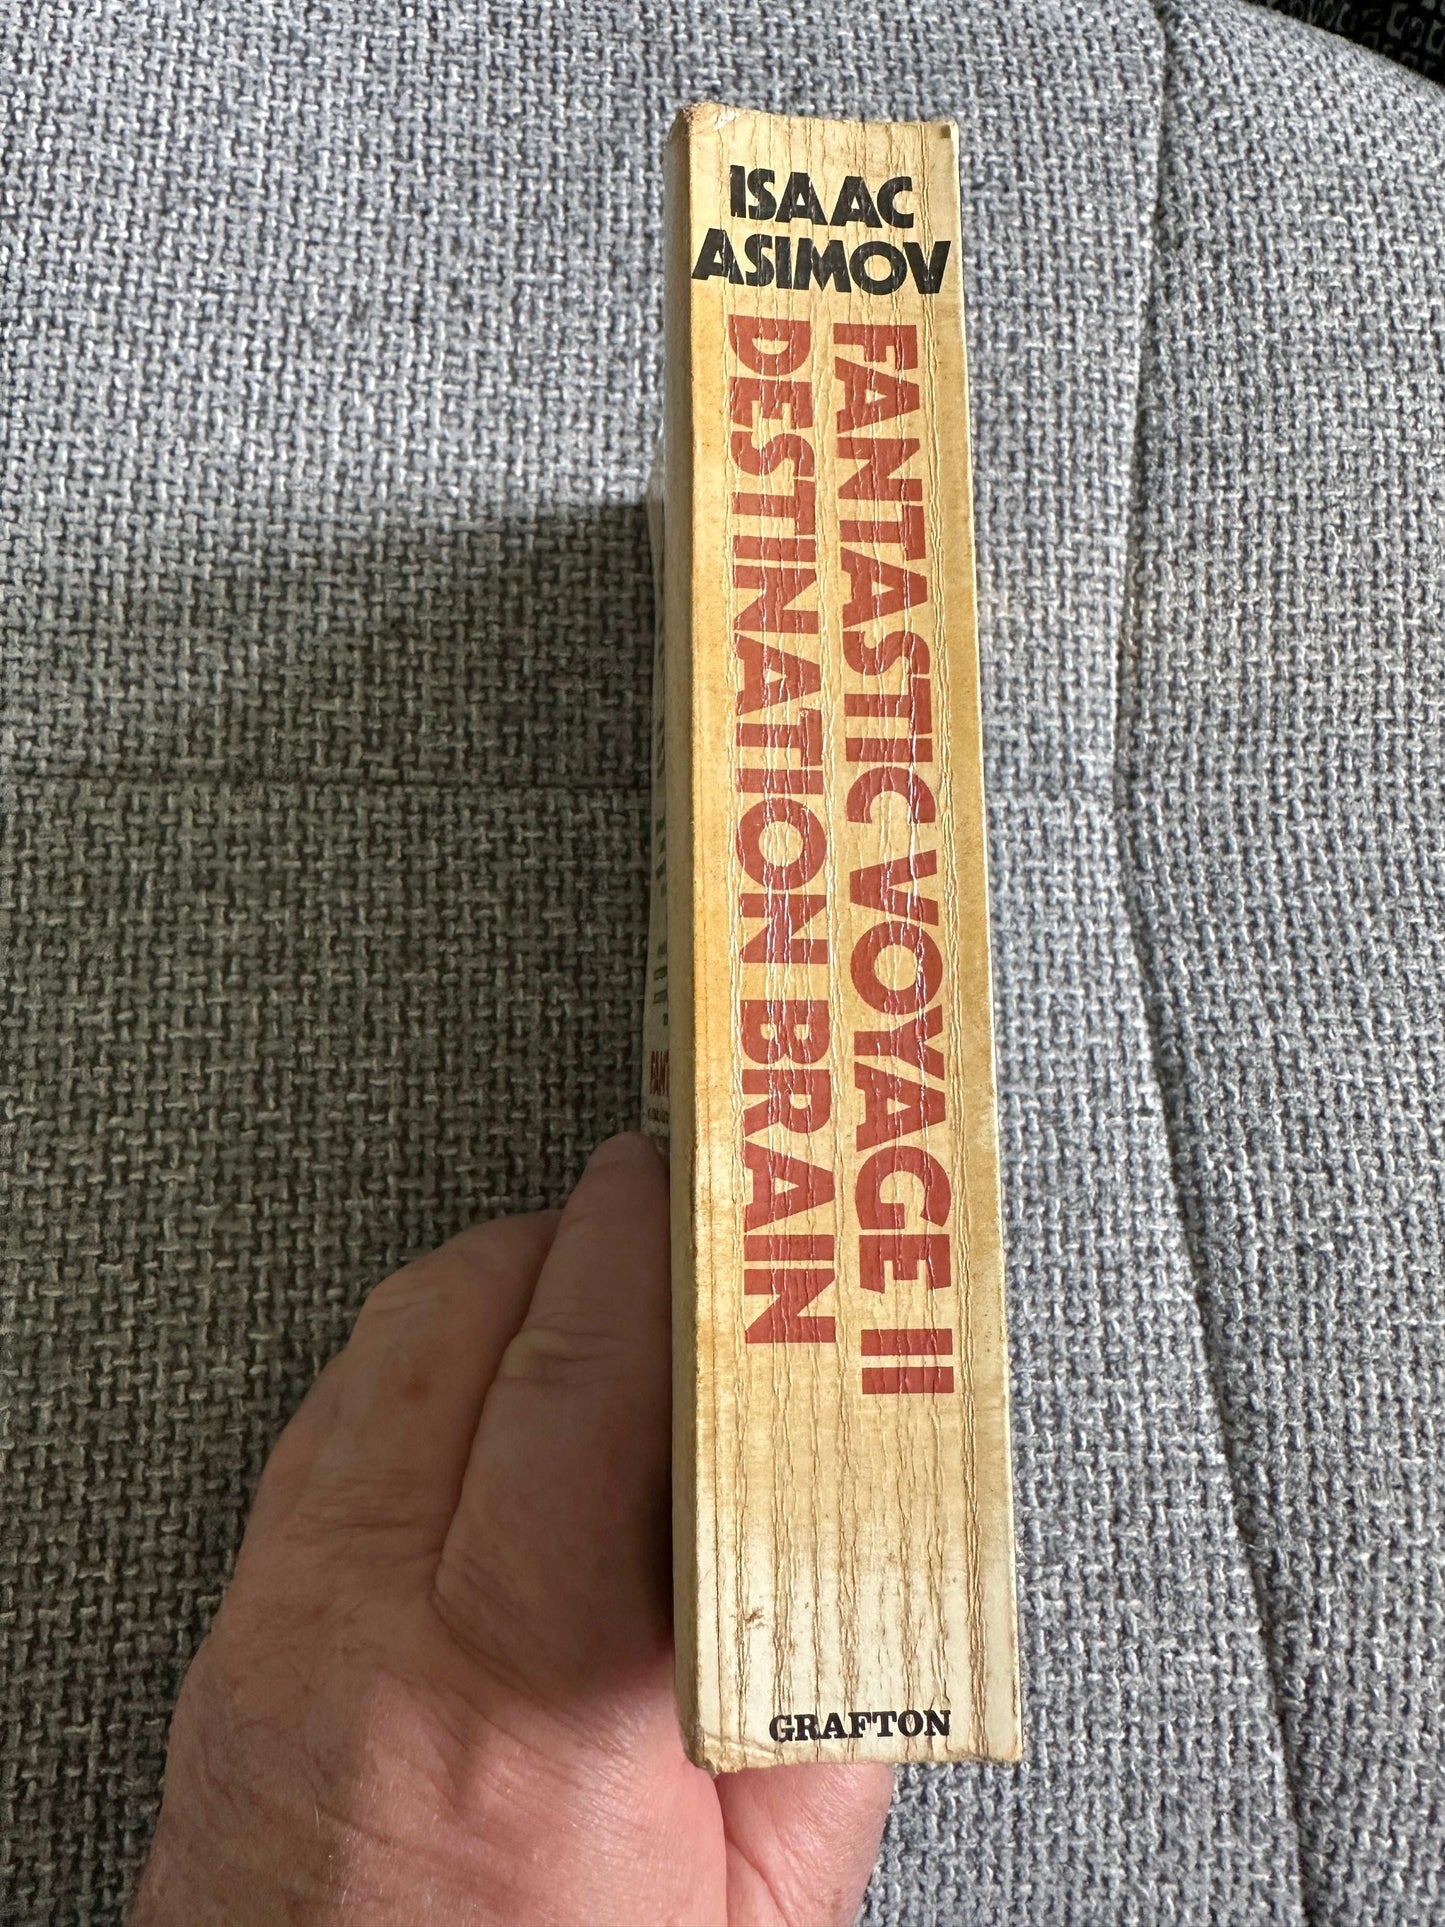 ISAAC
ASIMOV
FANTASTIC VOYAGE II
DESTINATION BRAIN
GRAFTON